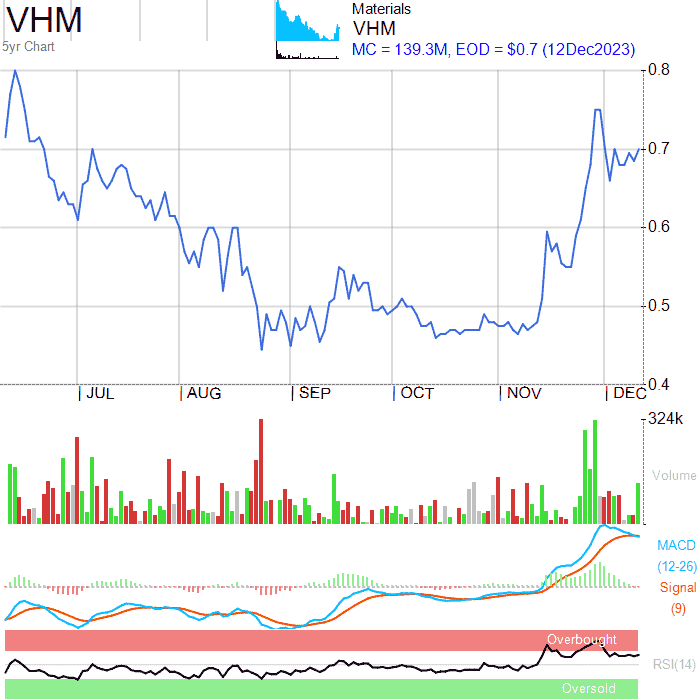 VHM
5yr Chart
Materials
VHM
MC = 139.3M, EOD = $0.7 (12Dec2023)
0.8
0.7
0.6
0.5
0.4
JUL AUG SEP OCT NOV DEC
324k
Volume
MACD
(12-26)
Signal
(9)
Overbought
RSI(14)
Oversold